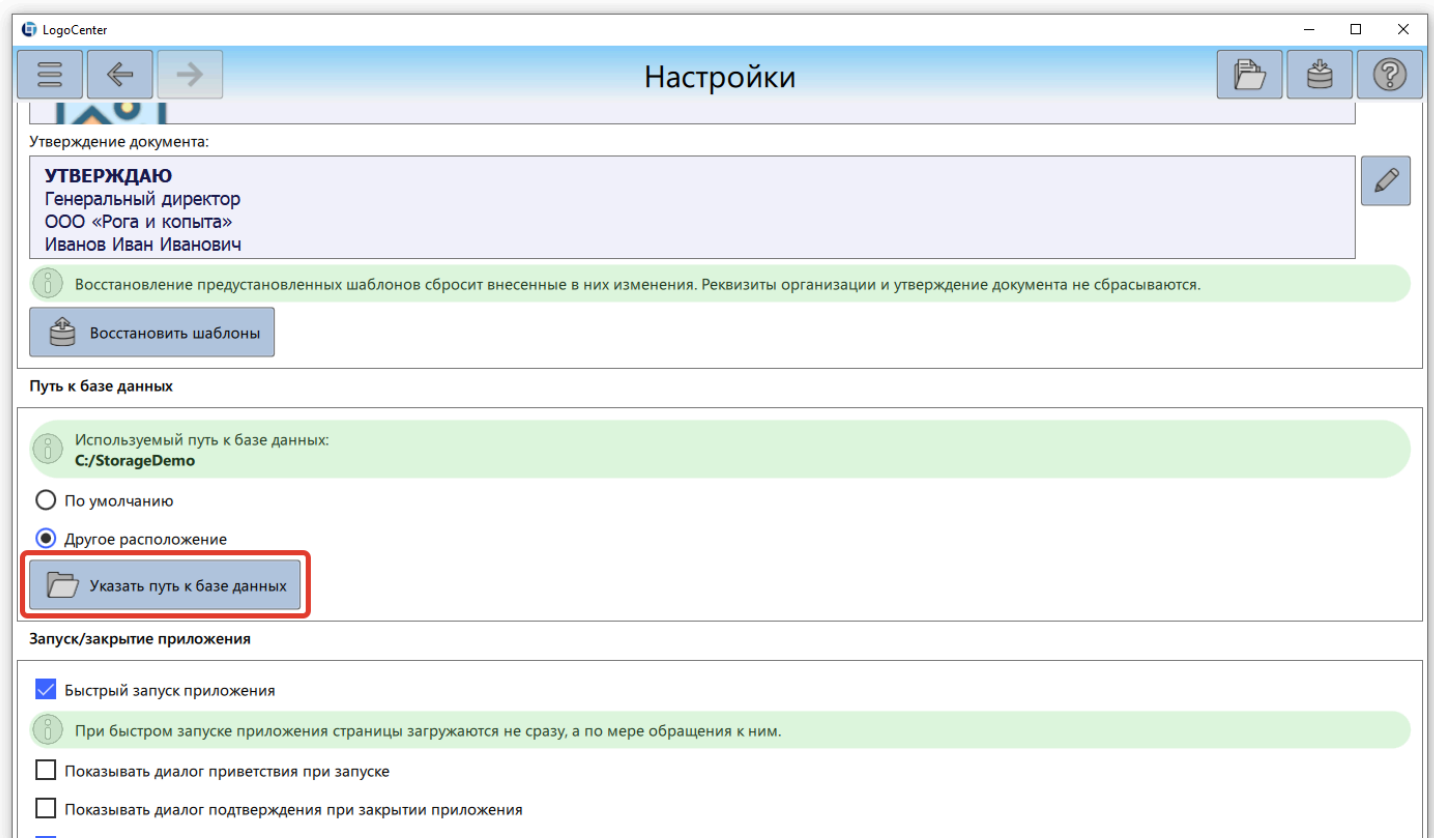 LogoCenter
Настройки
Утверждение документа:
УТВЕРЖДАЮ
Генеральный директор
ООО «Рога и копыта»
Иванов Иван Иванович
Восстановление предустановленных шаблонов сбросит внесенные в них изменения. Реквизиты организации и утверждение документа не сбрасываются.
Восстановить шаблоны
Путь к базе данных
Используемый путь к базе данных:
C:/StorageDemo
По умолчанию
Другое расположение
Указать путь к базе данных
Запуск/закрытие приложения
Быстрый запуск приложения
При быстром запуске приложения страницы загружаются не сразу, а по мере обращения к ним.
Показывать диалог приветствия при запуске
Показывать диалог подтверждения при закрытии приложения